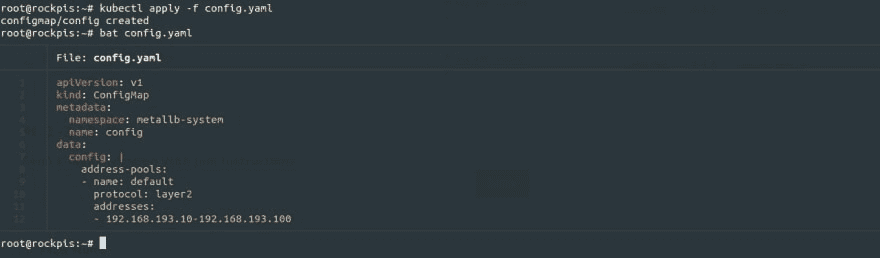 root@rockpis:~# kubectl apply -f config.yaml
configmap/config created
root@rockpis:~# bat config.yaml
File: config.yaml
1 apiVersion: v1
2 kind: ConfigMap
3 metadata:
4   namespace: metallb-system
5   name: config
6 data:
7   config: |
8     address-pools:
9     - name: default
10       protocol: layer2
11       addresses:
12       - 192.168.193.10-192.168.193.100
root@rockpis:~#